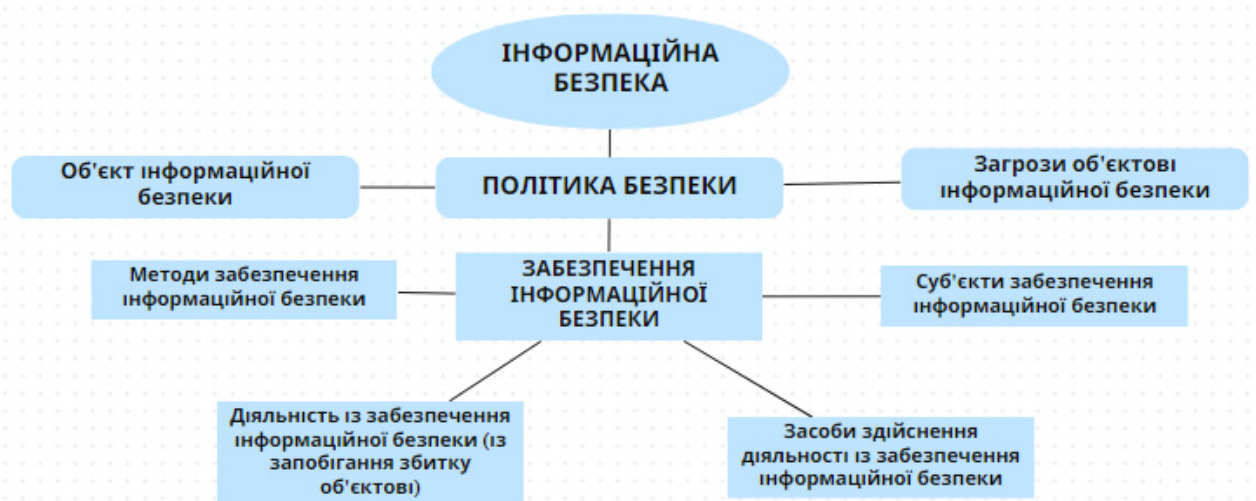 ІНФОРМАЦІЙНА
БЕЗПЕКА
Об'єкт інформаційної
безпеки
ПОЛІТИКА БЕЗПЕКИ
Загрози об'єктові
інформаційної безпеки
Методи забезпечення
інформаційної безпеки
ЗАБЕЗПЕЧЕННЯ
ІНФОРМАЦІЙНОЇ
БЕЗПЕКИ
Суб'єкти забезпечення
інформаційної безпеки
Діяльність із забезпечення
інформаційної безпеки (із
запобігання збитку
об'єктові)
Засоби здійснення
діяльності із забезпечення
інформаційної безпеки